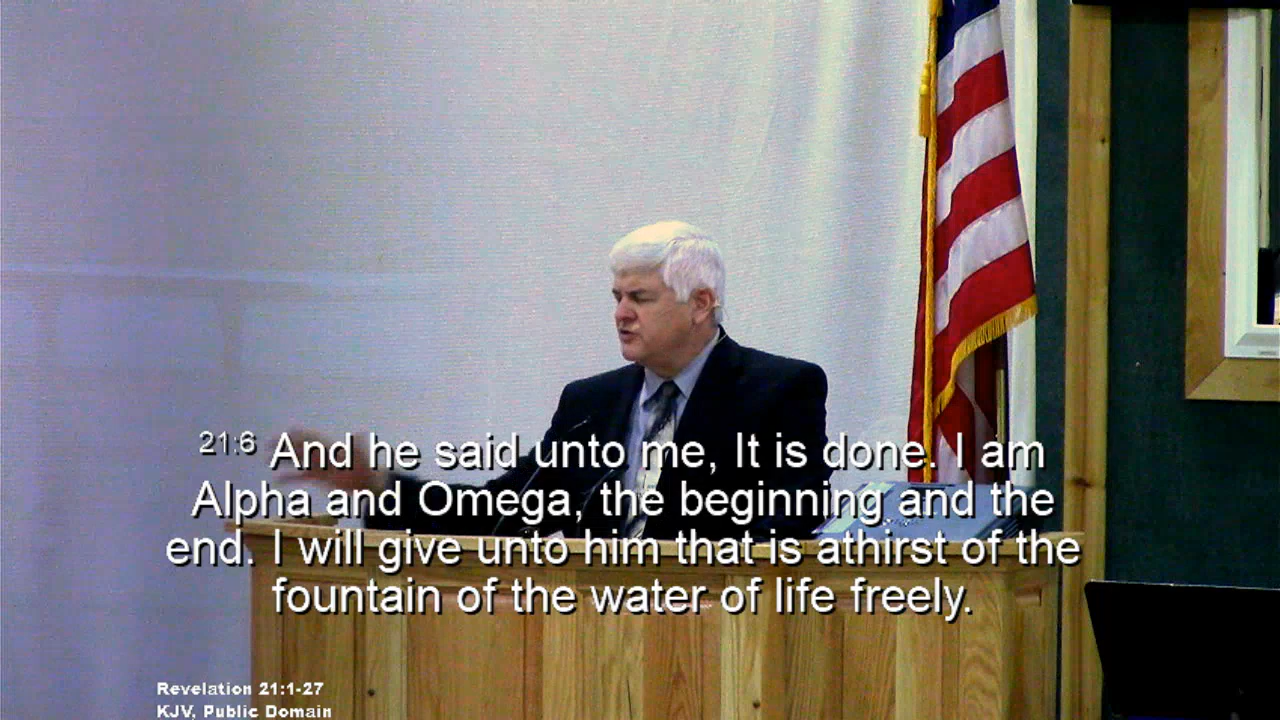 21:6 And he said unto me, It is done. I am
Alpha and Omega, the beginning and the
end. I will give unto him that is athirst of the
fountain of the water of life freely.
Revelation 21:1-27
KJV, Public Domain